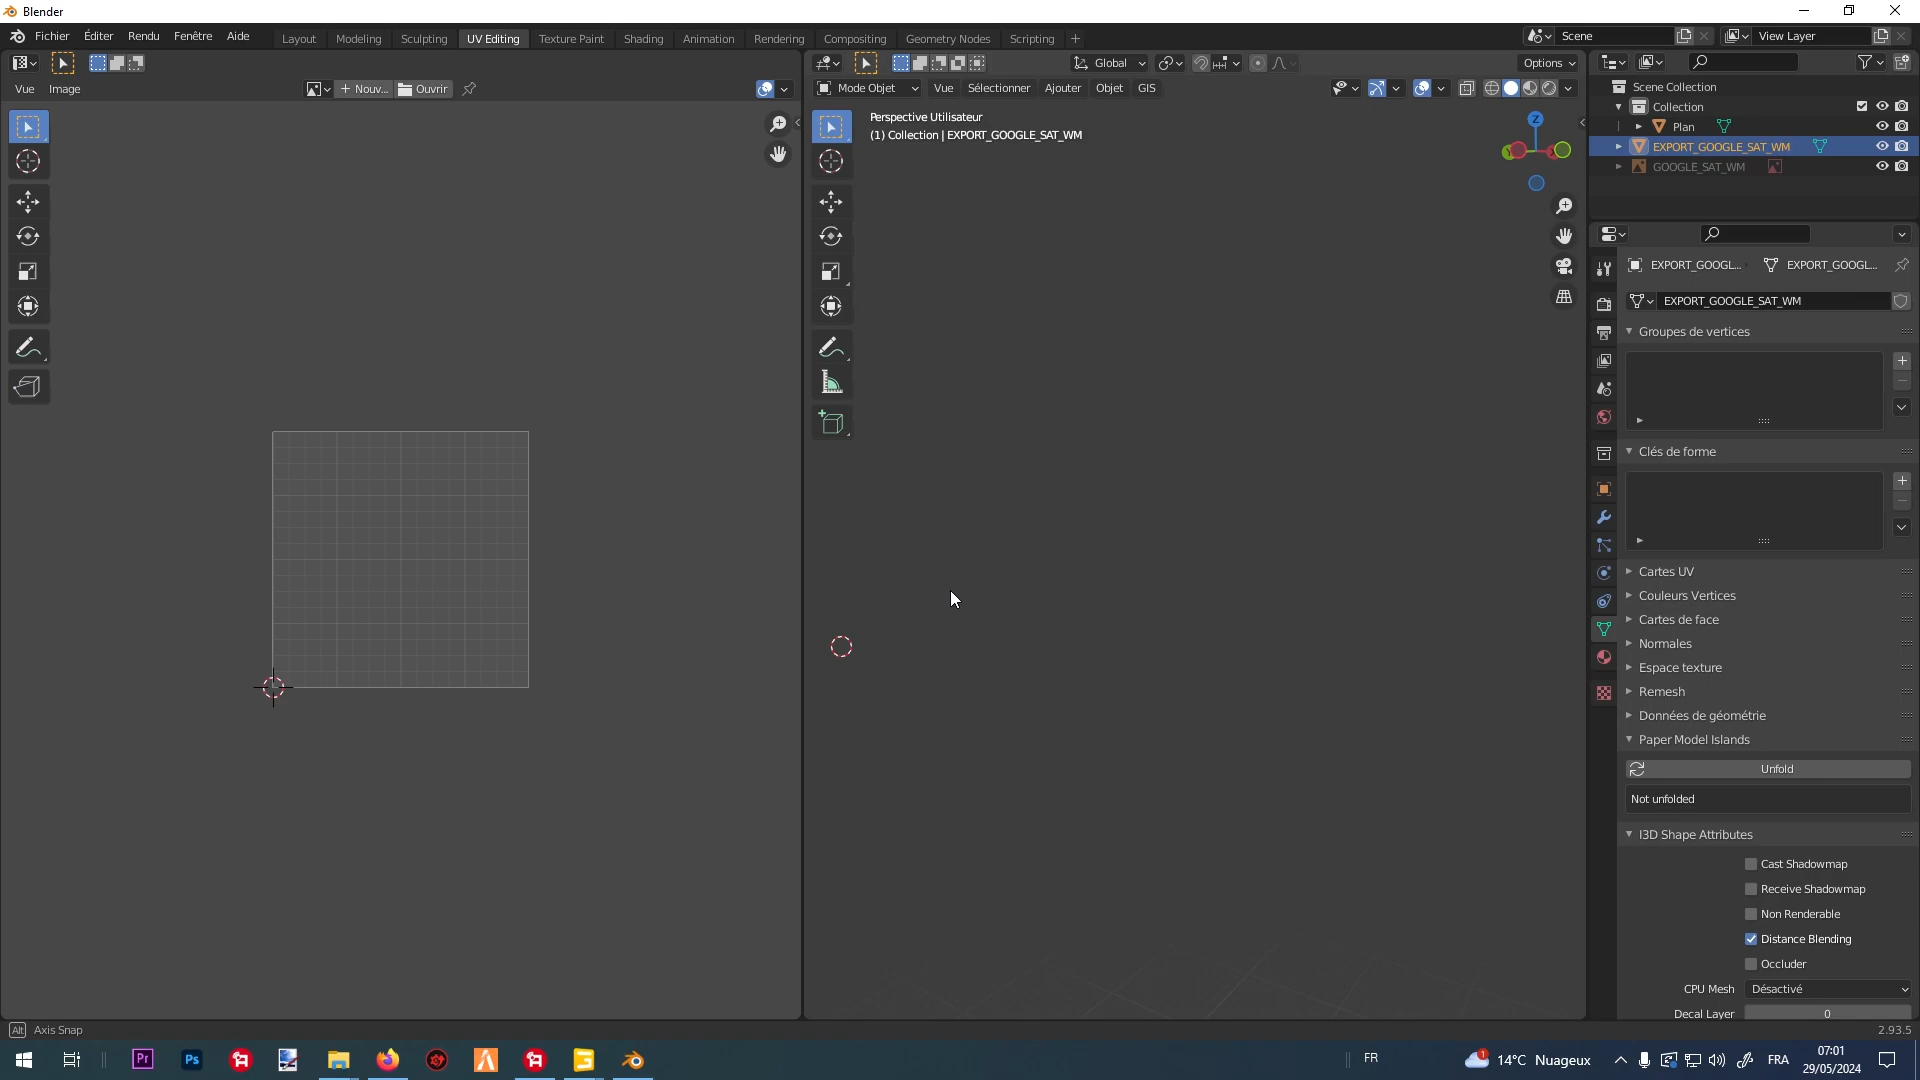 Blender
Fichier Éditer Rendu Fenêtre Aide Layout Modeling Sculpting UV Editing Texture Paint Shading Animation Rendering Compositing Geometry Nodes Scripting + Scene View Layer
Global Options
Vue Image + Nouv... Ouvrir Mode Objet Vue Sélectionner Ajouter Objet GIS
Perspective Utilisateur
(1) Collection | EXPORT_GOOGLE_SAT_WM
Z
Y
Scene Collection
Collection
Plan
EXPORT_GOOGLE_SAT_WM
GOOGLE_SAT_WM
EXPORT_GOOGL... EXPORT_GOOGL...
EXPORT_GOOGLE_SAT_WM
Groupes de vertices
Clés de forme
Cartes UV
Couleurs Vertices
Cartes de face
Normales
Espace texture
Remesh
Données de géométrie
Paper Model Islands
Unfold
Not unfolded
I3D Shape Attributes
Cast Shadowmap
Receive Shadowmap
Non Renderable
Distance Blending
Occluder
CPU Mesh Désactivé
Decal Layer 0
Alt Axis Snap 2.93.5
Pr Ps FR 1 14°C Nuageux FRA 07:01
29/05/2024